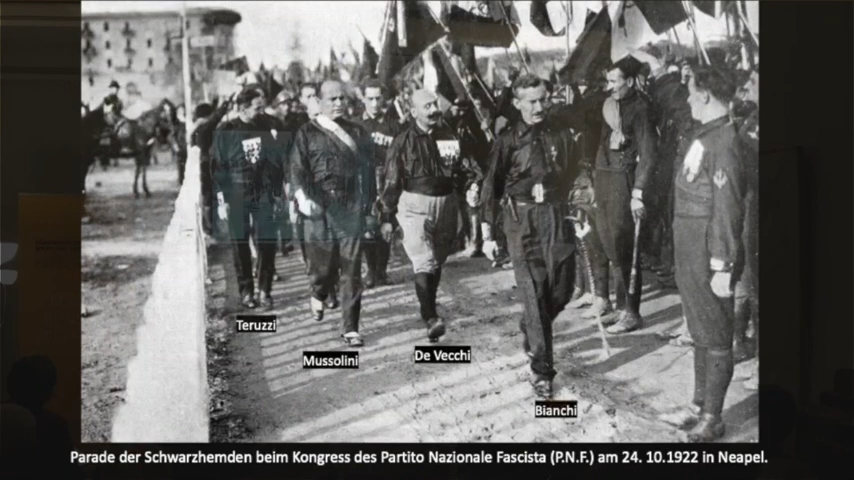 Teruzzi
Mussolini
De Vecchi
Bianchi
Parade der Schwarzhemden beim Kongress des Partito Nazionale Fascista (P.N.F.) am 24. 10.1922 in Neapel.